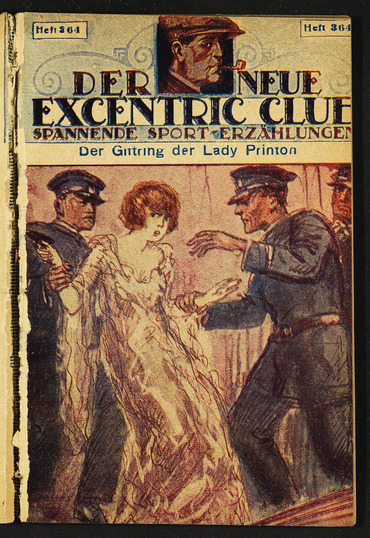 Heft 364
Heft 364
DER NEUE
EXCENTRIC CLUB
SPANNENDE SPORT-ERZÄHLUNGEN
Der Giftring der Lady Printon